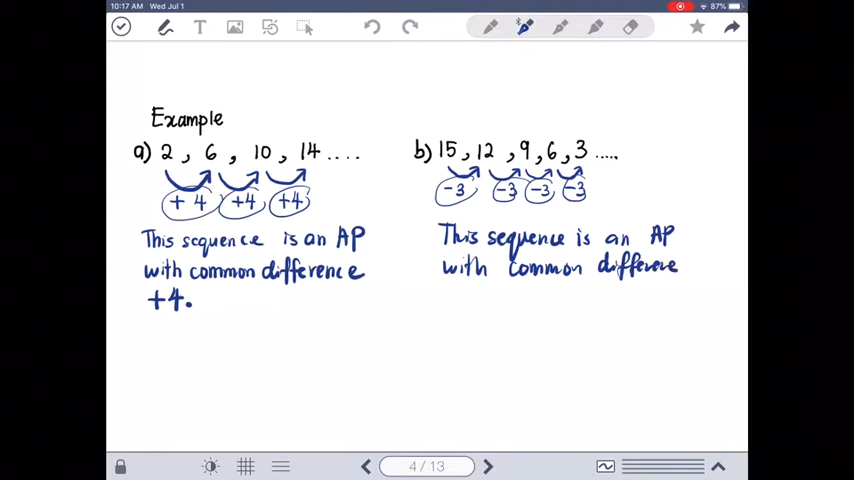 10:17 AM Wed Jul 1
87%
T
Example
a) 2 , 6 , 10 , 14 ....
+ 4 +4 +4
This sequence is an AP
with common difference
+4.
b) 15 , 12 , 9 , 6 , 3 .....
-3 -3 -3 -3
This sequence is an AP
with common differere
4 / 13